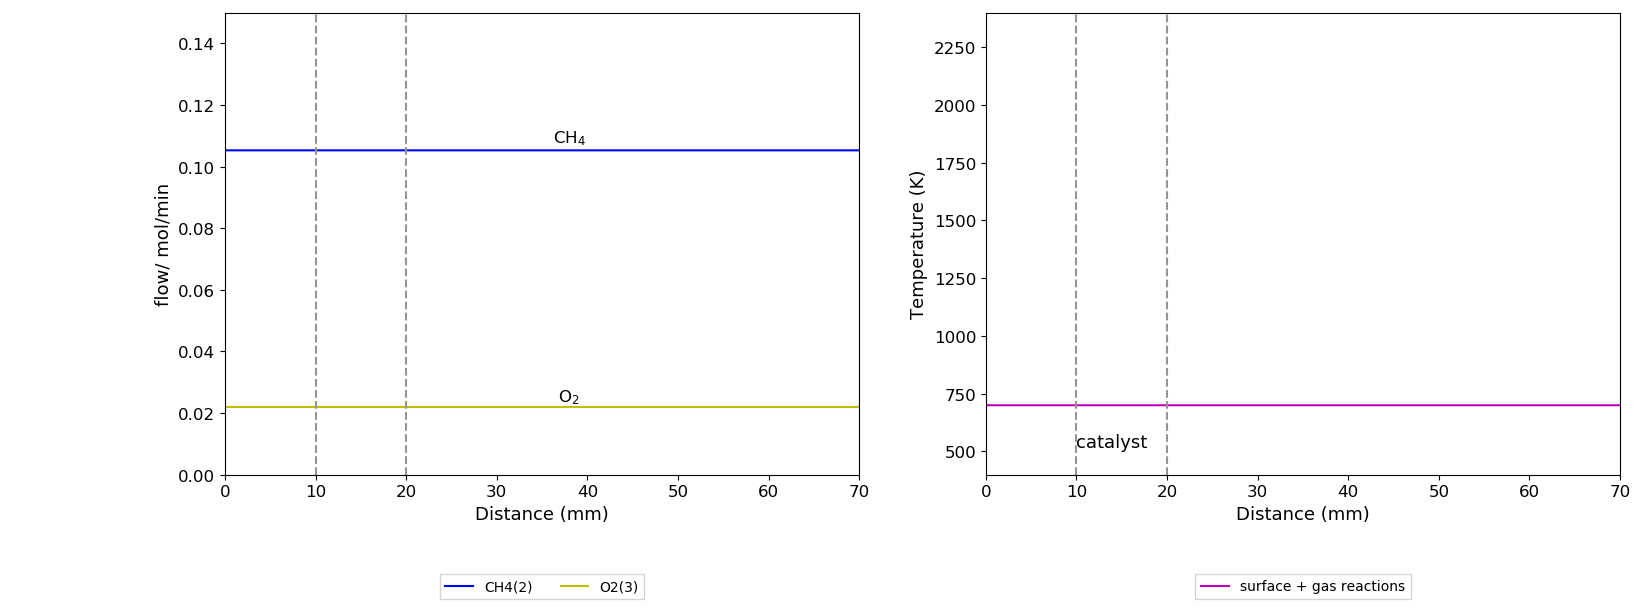 0.14
0.12
0.10
0.08
0.06
0.04
0.02
0.00
flow/ mol/min
CH₄
O₂
0 10 20 30 40 50 60 70
Distance (mm)
CH4(2) O2(3)
2250
2000
1750
1500
1250
1000
750
500
Temperature (K)
catalyst
0 10 20 30 40 50 60 70
Distance (mm)
surface + gas reactions